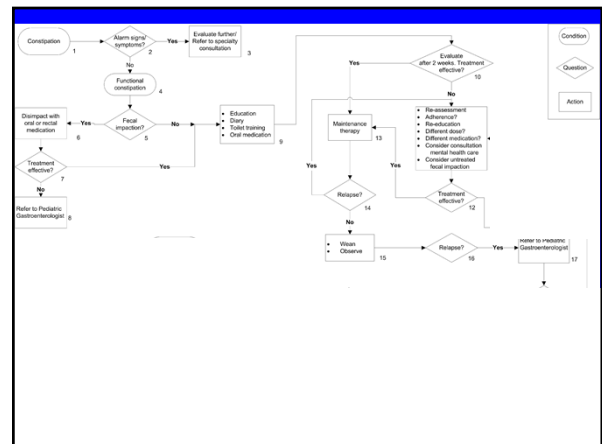 Constipation
1
Alarm signs/
symptoms?
2
Yes
Evaluate further/
Refer to specialty
consultation
3
No
Functional
constipation
4
Fecal
impaction?
5
Yes
Disimpact with
oral or rectal
medication
6
Treatment
effective?
7
Yes
No
Refer to Pediatric
Gastroenterologist
8
No
• Education
• Diary
• Toilet training
• Oral medication
9
Evaluate
after 2 weeks. Treatment
effective?
10
Yes
No
• Re-assessment
• Adherence?
• Re-education
• Different dose?
• Different medication?
• Consider consultation
mental health care
• Consider untreated
fecal impaction
Treatment
effective?
12
Yes
Maintenance
therapy
13
Relapse?
14
Yes
No
• Wean
• Observe
15
Relapse?
16
Yes
Refer to Pediatric
Gastroenterologist
17
Condition
Question
Action